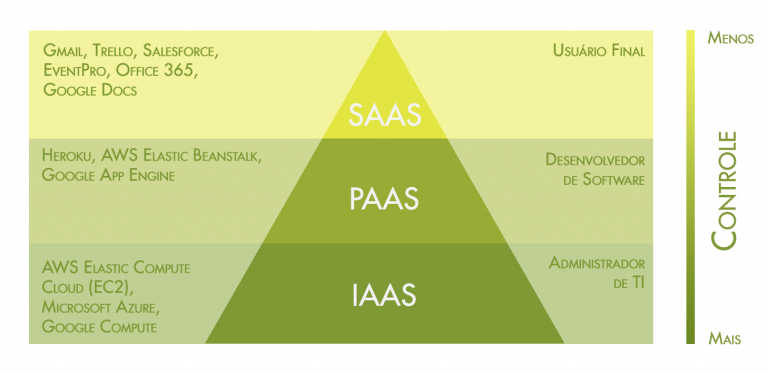 Gmail, Trello, Salesforce,
EventPro, Office 365,
Google Docs
SAAS
Usuário Final
Heroku, AWS Elastic Beanstalk,
Google App Engine
PAAS
Desenvolvedor
de Software
AWS Elastic Compute
Cloud (EC2),
Microsoft Azure,
Google Compute
IAAS
Administrador
de TI
Menos
Controle
Mais